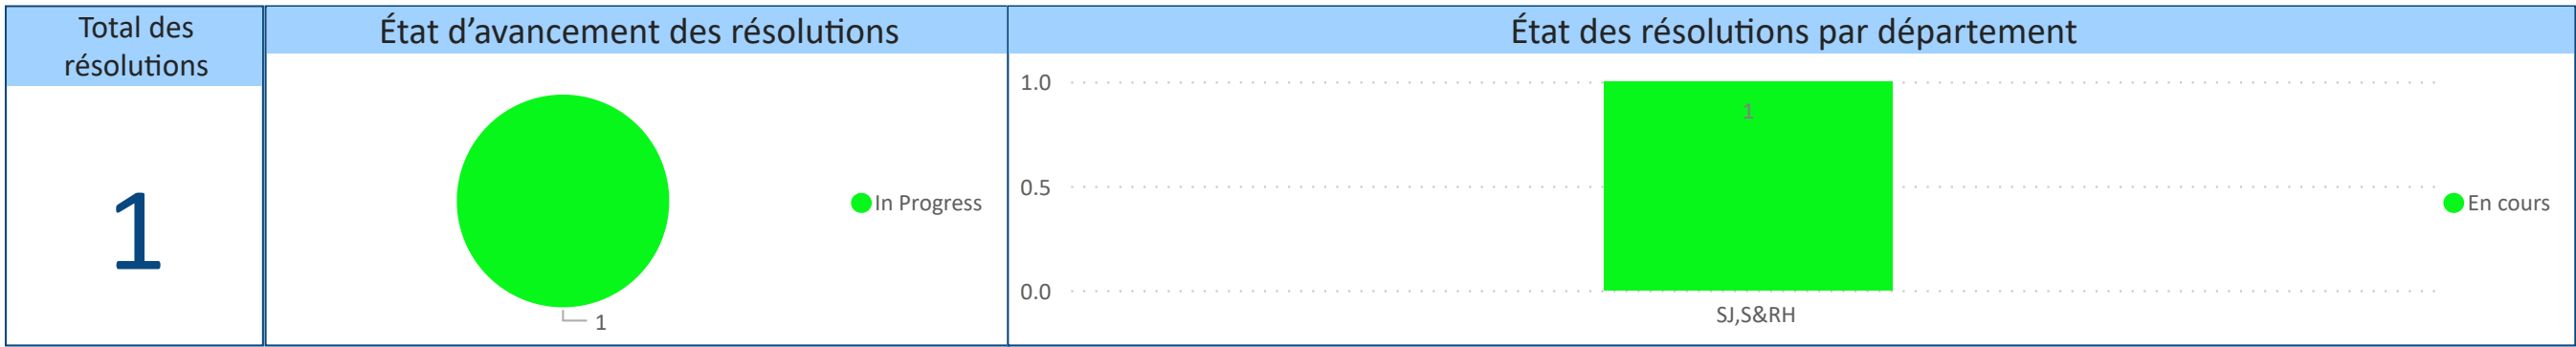 Total des
résolutions
1
État d’avancement des résolutions
1
In Progress
État des résolutions par département
1.0
0.5
0.0
1
SJ,S&RH
En cours